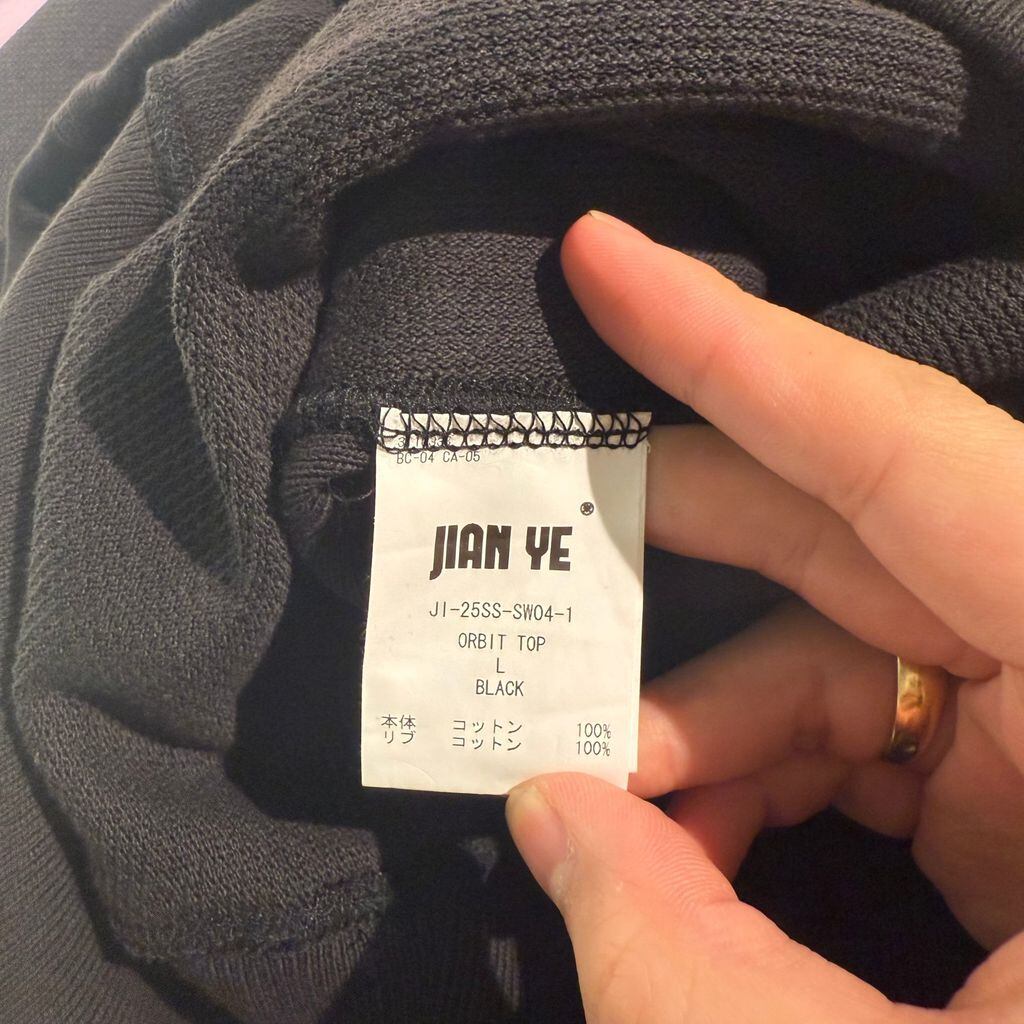 BC-04 CA-05
JIAN YE
JI-25SS-SW04-1
ORBIT TOP
L
BLACK
本体 コットン 100%
リブ コットン 100%